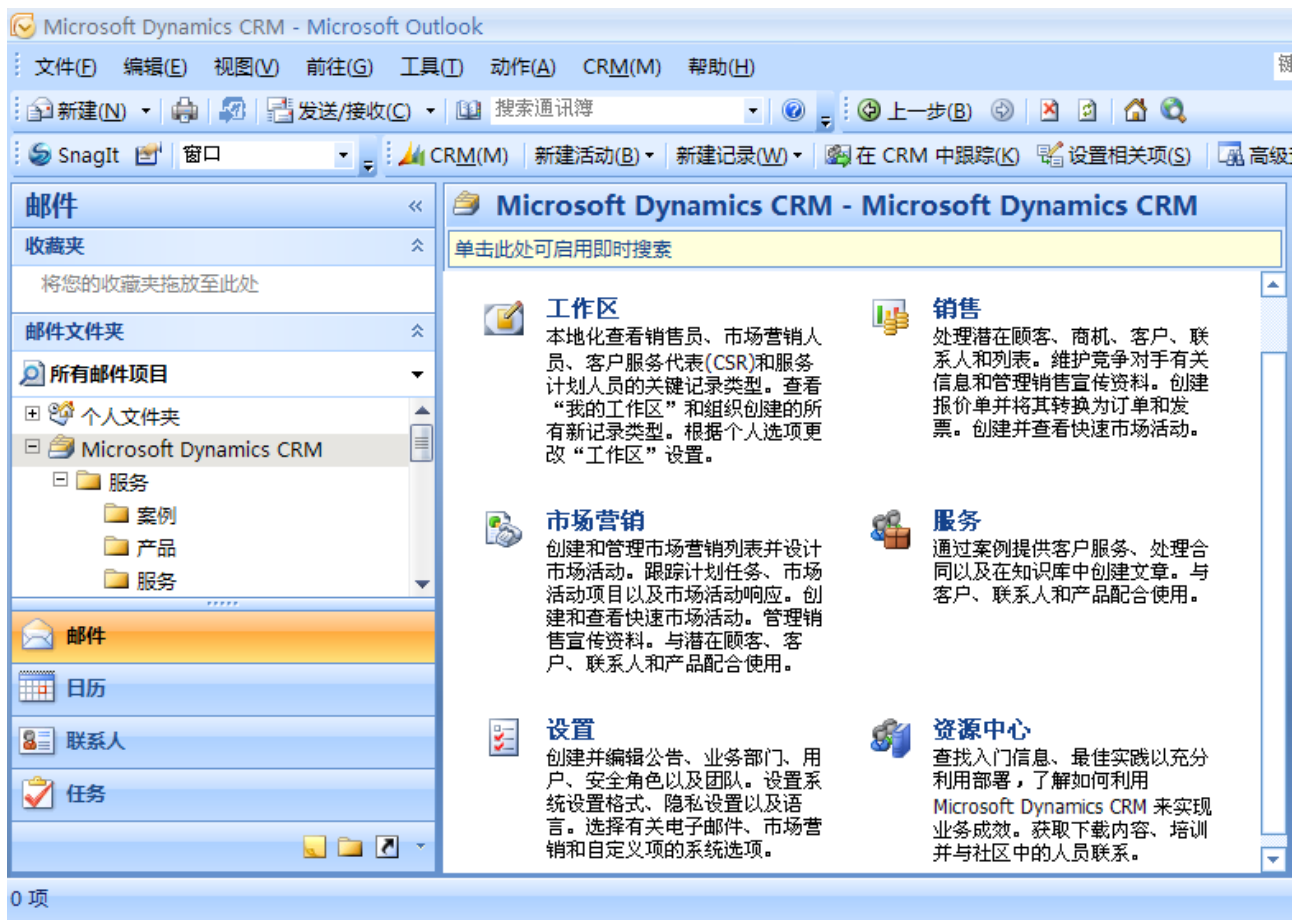 Microsoft Dynamics CRM - Microsoft Outlook
文件(F) 编辑(E) 视图(V) 前往(G) 工具(T) 动作(A) CRM(M) 帮助(H)
新建(N) 发送/接收(C) 搜索通讯簿 上一步(B)
SnagIt 窗口 CRM(M) 新建活动(B) 新建记录(W) 在 CRM 中跟踪(K) 设置相关项(S) 高级
邮件
收藏夹
将您的收藏夹拖放至此处
邮件文件夹
所有邮件项目
个人文件夹
Microsoft Dynamics CRM
服务
案例
产品
服务
邮件
日历
联系人
任务
Microsoft Dynamics CRM - Microsoft Dynamics CRM
单击此处可启用即时搜索
工作区
本地化查看销售员、市场营销人
员、客户服务代表(CSR)和服务
计划人员的关键记录类型。查看
“我的工作区”和组织创建的所
有新记录类型。根据个人选项更
改“工作区”设置。
销售
处理潜在顾客、商机、客户、联
系人和列表。维护竞争对手有关
信息和管理销售宣传资料。创建
报价单并将其转换为订单和发
票。创建并查看快速市场活动。
市场营销
创建和管理市场营销列表并设计
市场活动。跟踪计划任务、市场
活动项目以及市场活动响应。创
建和查看快速市场活动。管理销
售宣传资料。与潜在顾客、客
户、联系人和产品配合使用。
服务
通过案例提供客户服务、处理合
同以及在知识库中创建文章。与
客户、联系人和产品配合使用。
设置
创建并编辑公告、业务部门、用
户、安全角色以及团队。设置系
统设置格式、隐私设置以及语
言。选择有关电子邮件、市场营
销和自定义项的系统选项。
资源中心
查找入门信息、最佳实践以充分
利用部署，了解如何利用
Microsoft Dynamics CRM 来实现
业务成效。获取下载内容、培训
并与社区中的人员联系。
0 项